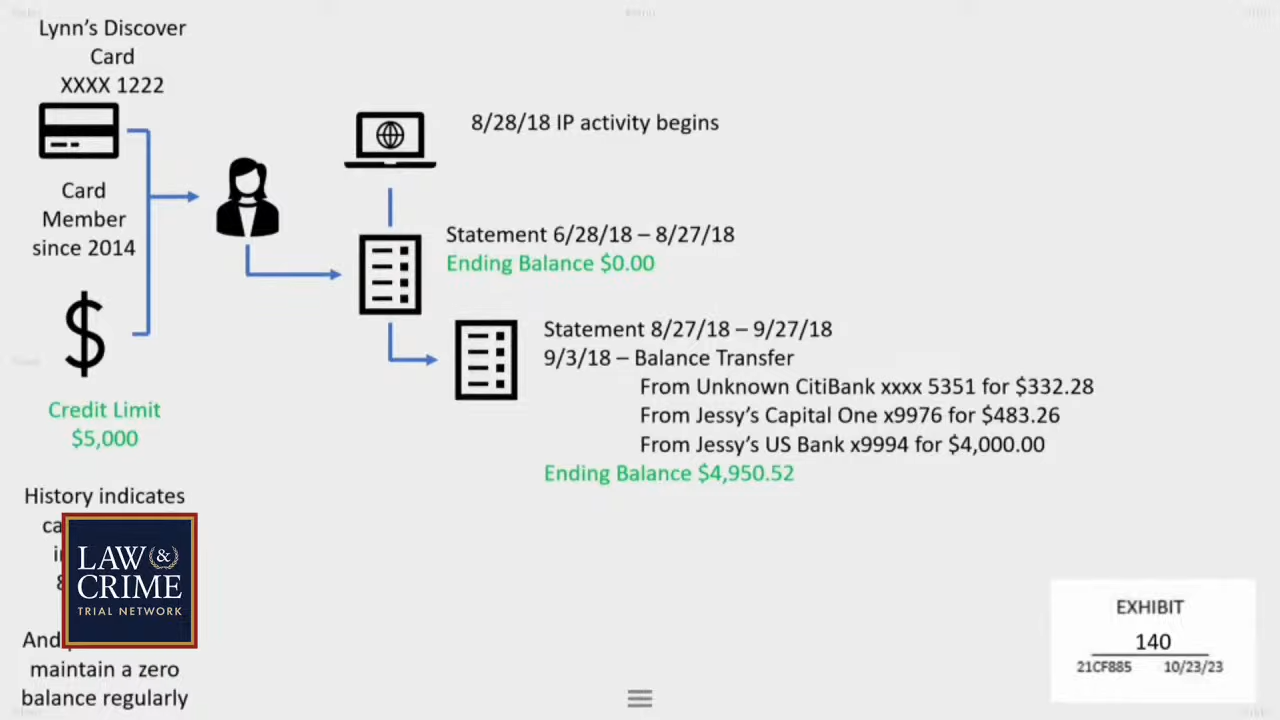 Lynn's Discover
Card
XXXX 1222
Card
Member
since 2014
Credit Limit
$5,000
History indicates
And
maintain a zero
balance regularly
8/28/18 IP activity begins
Statement 6/28/18 – 8/27/18
Ending Balance $0.00
Statement 8/27/18 – 9/27/18
9/3/18 – Balance Transfer
From Unknown CitiBank xxxx 5351 for $332.28
From Jessy's Capital One x9976 for $483.26
From Jessy's US Bank x9994 for $4,000.00
Ending Balance $4,950.52
LAW &
CRIME
TRIAL NETWORK
EXHIBIT
140
21CF885 10/23/23